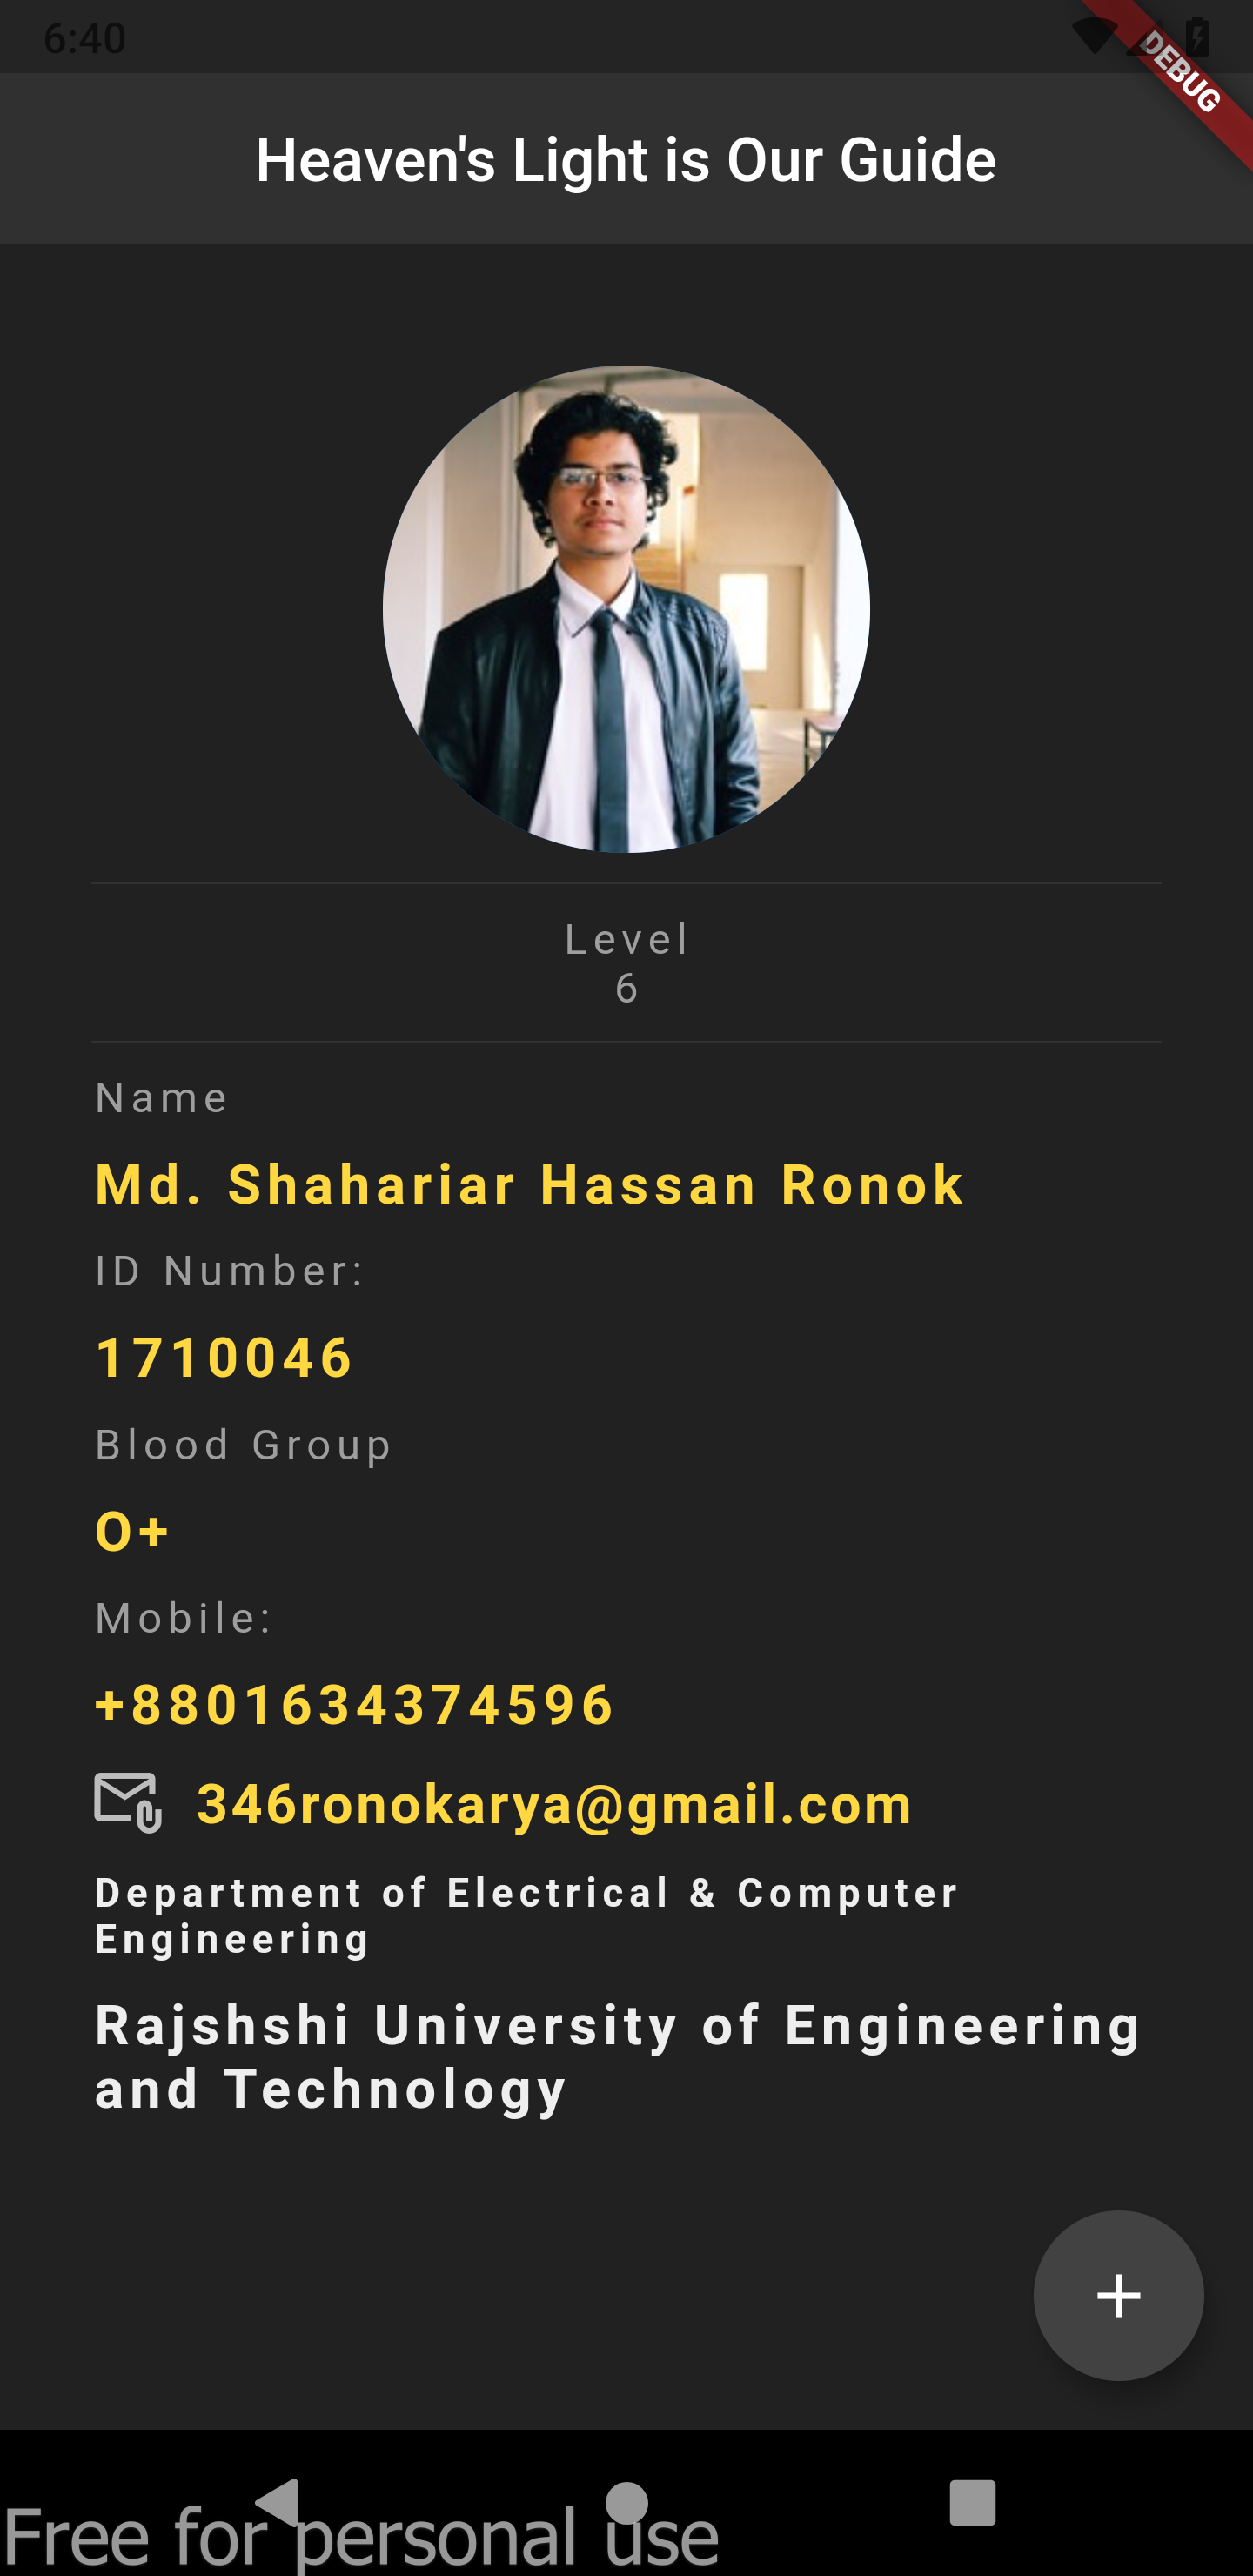 6:40
DEBUG
Heaven's Light is Our Guide
Level
6
Name
Md. Shahariar Hassan Ronok
ID Number:
1710046
Blood Group
O+
Mobile:
+8801634374596
346ronokarya@gmail.com
Department of Electrical & Computer
Engineering
Rajshshi University of Engineering
and Technology
Free for personal use